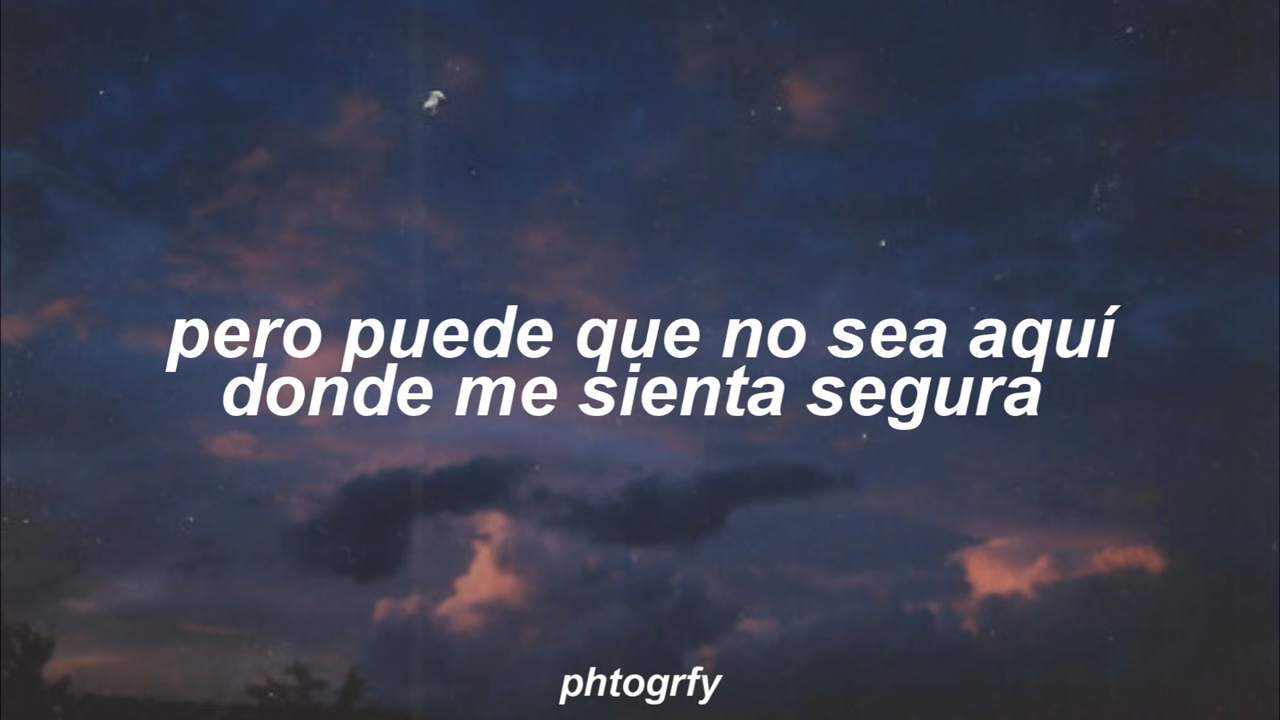 pero puede que no sea aquí
donde me sienta segura
phtogrfy